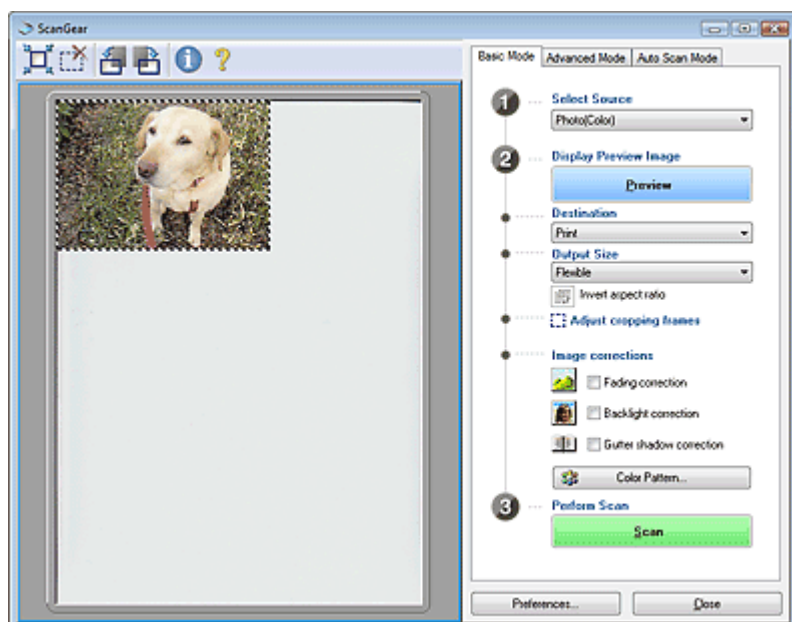 ScanGear
Basic Mode
Advanced Mode
Auto Scan Mode
1
Select Source
Photo(Color)
2
Display Preview Image
Preview
Destination
Print
Output Size
Flexible
Invert aspect ratio
Adjust cropping frames
Image corrections
Fading correction
Backlight correction
Gutter shadow correction
Color Pattern...
3
Perform Scan
Scan
Preferences...
Close